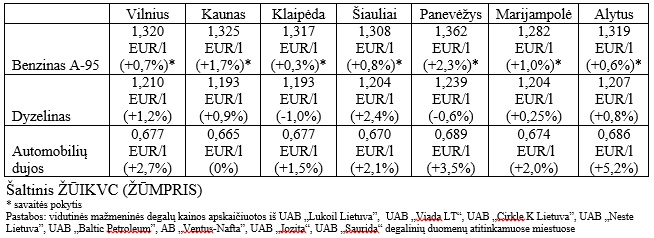 Vilnius Kaunas Klaipėda Šiauliai Panevėžys Marijampolė Alytus
1,320 1,325 1,317 1,308 1,362 1,282 1,319
EUR/l EUR/l EUR/l EUR/l EUR/l EUR/l EUR/l
Benzinas A-95 (+0,7%)* (+1,7%)* (+0,3%)* (+0,8%)* (+2,3%)* (+1,0%)* (+0,6%)*
1,210 1,193 1,193 1,204 1,239 1,204 1,207
EUR/l EUR/l EUR/l EUR/l EUR/l EUR/l EUR/l
Dyzelinas (+1,2%) (+0,9%) (-1,0%) (+2,4%) (-0,6%) (+0,25%) (+0,8%)
0,677 0,665 0,677 0,670 0,689 0,674 0,686
Automobilių EUR/l EUR/l EUR/l EUR/l EUR/l EUR/l EUR/l
dujos (+2,7%) (0%) (+1,5%) (+2,1%) (+3,5%) (+2,0%) (+5,2%)
Šaltinis ŽŪIKVC (ŽŪMPRIS)
* savaitės pokytis
Pastabos: vidutinės mažmeninės degalų kainos apskaičiuotos iš UAB „Lukoil Lietuva”, UAB „Viada LT“, UAB „Cirkle K Lietuva”, UAB „Neste
Lietuva”, UAB „Baltic Petroleum”, AB „Ventus-Nafta”, UAB „Jozita”, UAB „Saurida” degalinių duomenų atitinkamuose miestuose